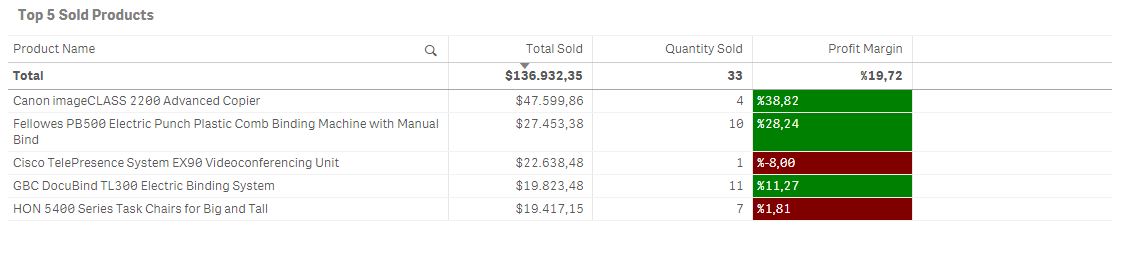 Top 5 Sold Products
Product Name Total Sold Quantity Sold Profit Margin
Total $136.932,35 33 %19,72
Canon imageCLASS 2200 Advanced Copier $47.599,86 4 %38,82
Fellowes PB500 Electric Punch Plastic Comb Binding Machine with Manual $27.453,38 10 %28,24
Bind
Cisco TelePresence System EX90 Videoconferencing Unit $22.638,48 1 %-8,00
GBC DocuBind TL300 Electric Binding System $19.823,48 11 %11,27
HON 5400 Series Task Chairs for Big and Tall $19.417,15 7 %1,81